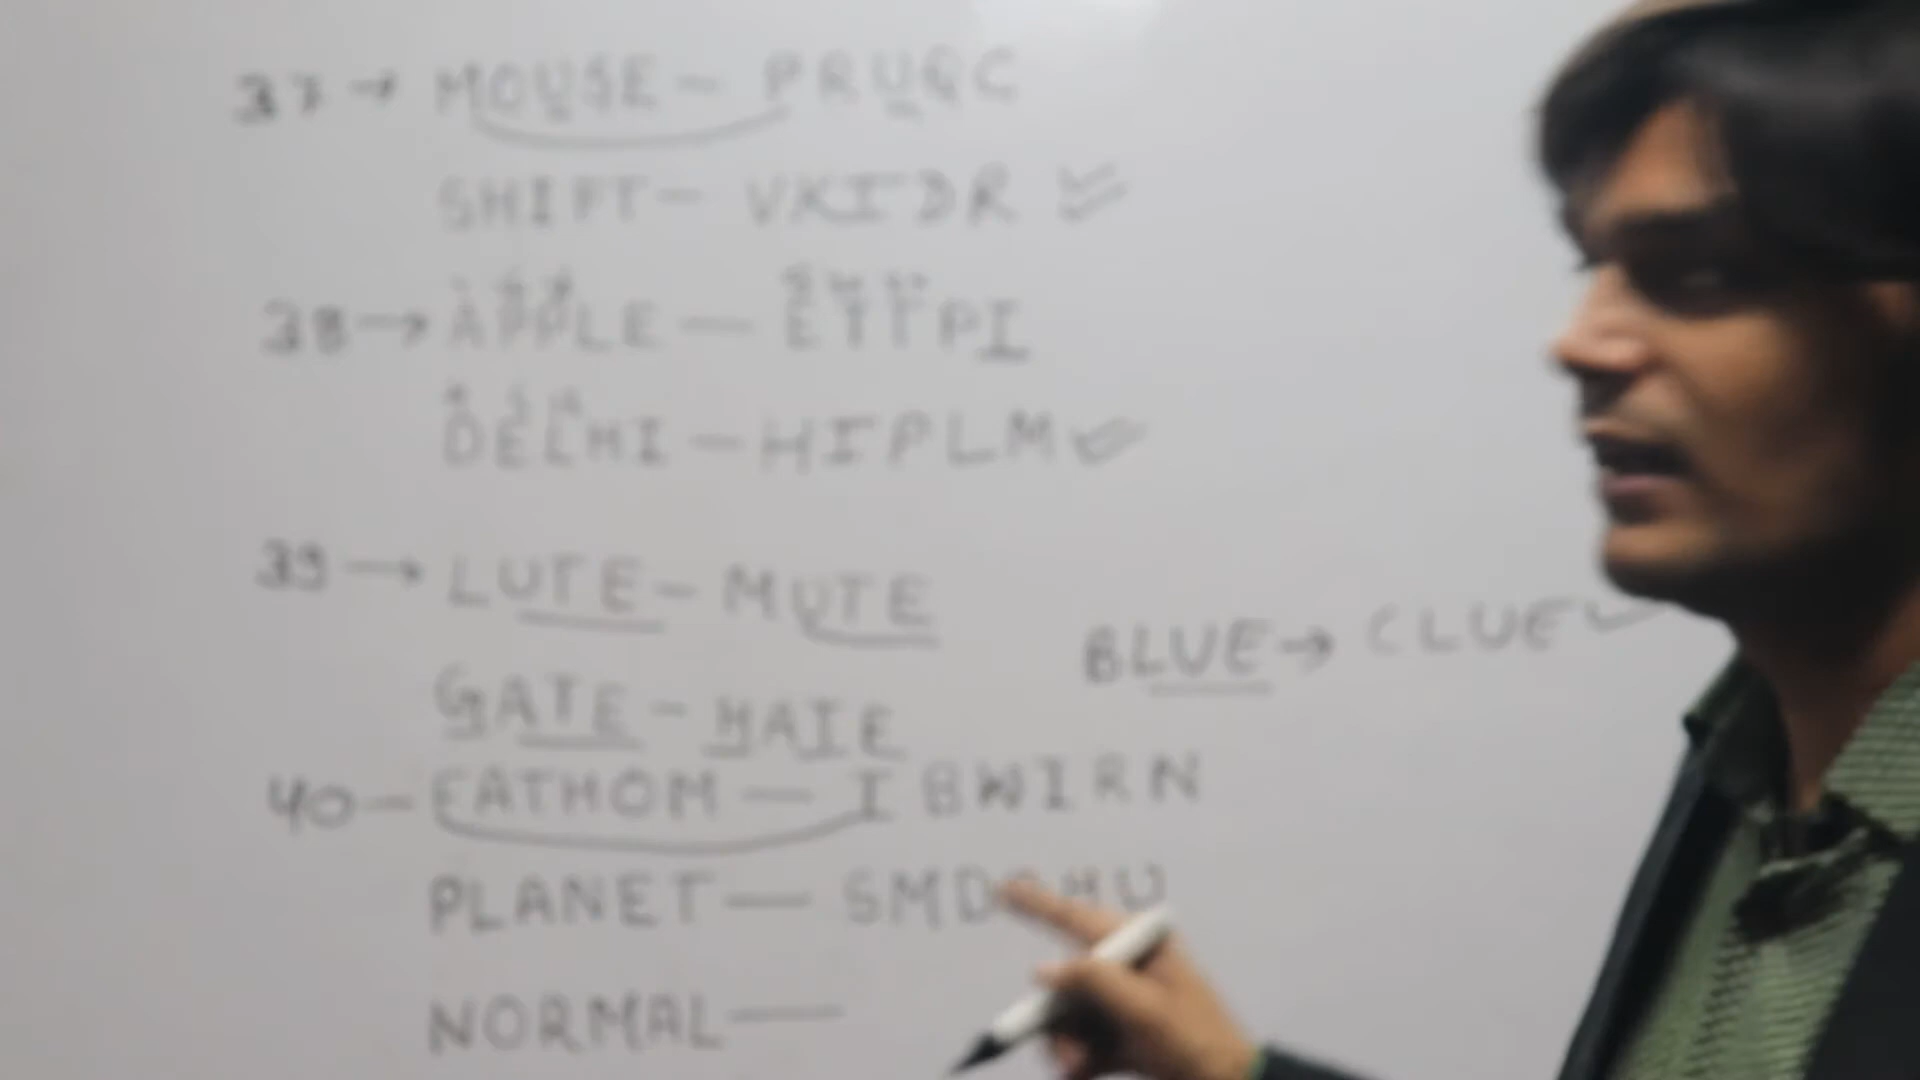 37 → MOUSE - PRUQC
SHIFT - VKIDR
38 → APPLE - ETTPI
DELHI - HIPLM
39 → LUTE - MUTE
BLUE → CLUE
GATE - HATE
40 - FATHOM - IBWIRN
PLANET -
NORMAL -